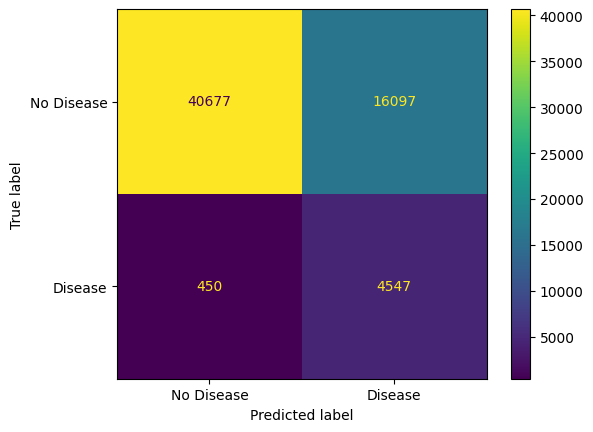 No Disease
Disease
True label
40677
16097
450
4547
No Disease
Disease
Predicted label
40000
35000
30000
25000
20000
15000
10000
5000